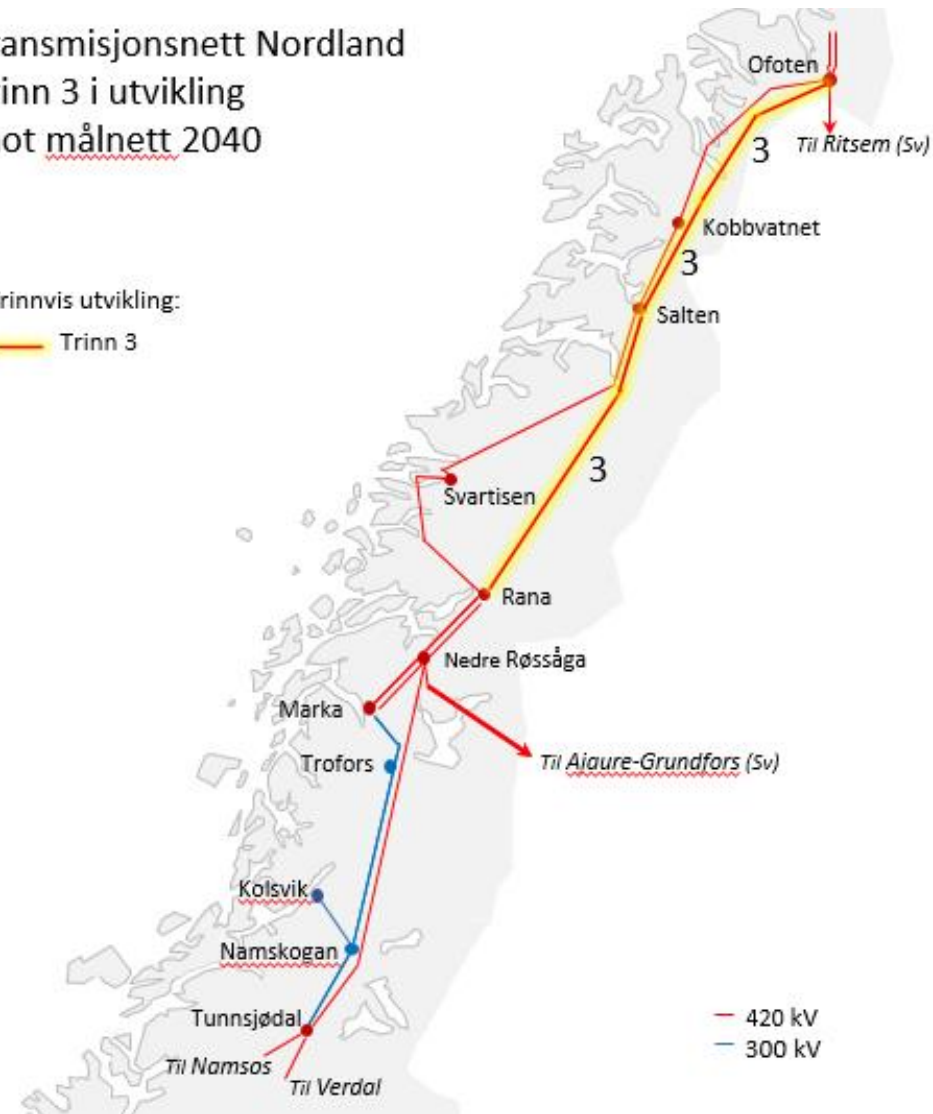 ansmisjonsnett Nordland
inn 3 i utvikling
ot målnett 2040
Ofoten
3
Til Ritsem (Sv)
Kobbvatnet
3
Salten
rinnvis utvikling:
Trinn 3
3
Svartisen
Rana
Nedre Røssåga
Marka
Trofors
Til Ajaure-Grundfors (Sv)
Kolsvik
Namskogan
Tunnsjødal
420 kV
300 kV
Til Namsos
Til Verdal